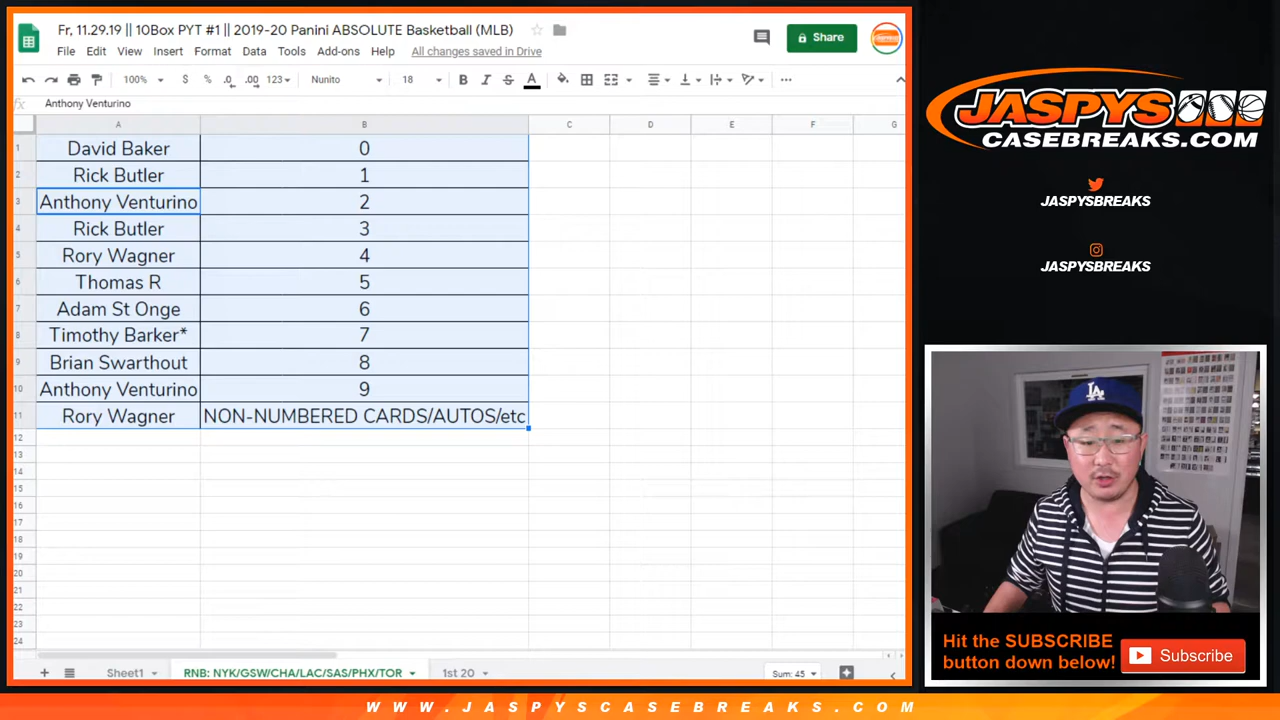 Fr, 11.29.19 || 10Box PYT #1 || 2019-20 Panini ABSOLUTE Basketball (MLB)
File Edit View Insert Format Data Tools Add-ons Help All changes saved in Drive
Share
100% $ % .0 .00 123 Nunito 18 B I S A
fx Anthony Venturino
A B C D E F G
1 David Baker 0
2 Rick Butler 1
3 Anthony Venturino 2
4 Rick Butler 3
5 Rory Wagner 4
6 Thomas R 5
7 Adam St Onge 6
8 Timothy Barker* 7
9 Brian Swarthout 8
10 Anthony Venturino 9
11 Rory Wagner NON-NUMBERED CARDS/AUTOS/etc
12
13
14
15
16
17
18
19
20
21
22
23
24
Sheet1 RNB: NYK/GSW/CHA/LAC/SAS/PHX/TOR 1st 20 Sum: 45
JASPYS
CASEBREAKS.COM
JASPYSBREAKS
JASPYSBREAKS
LA
Hit the SUBSCRIBE
button down below!
Subscribe
WWW.JASPYSCASEBREAKS.COM